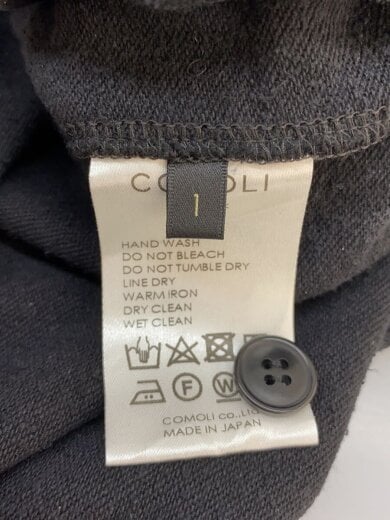 COMOLI
1
HAND WASH
DO NOT BLEACH
DO NOT TUMBLE DRY
LINE DRY
WARM IRON
DRY CLEAN
WET CLEAN
F
W
COMOLI CO.,LTD
MADE IN JAPAN